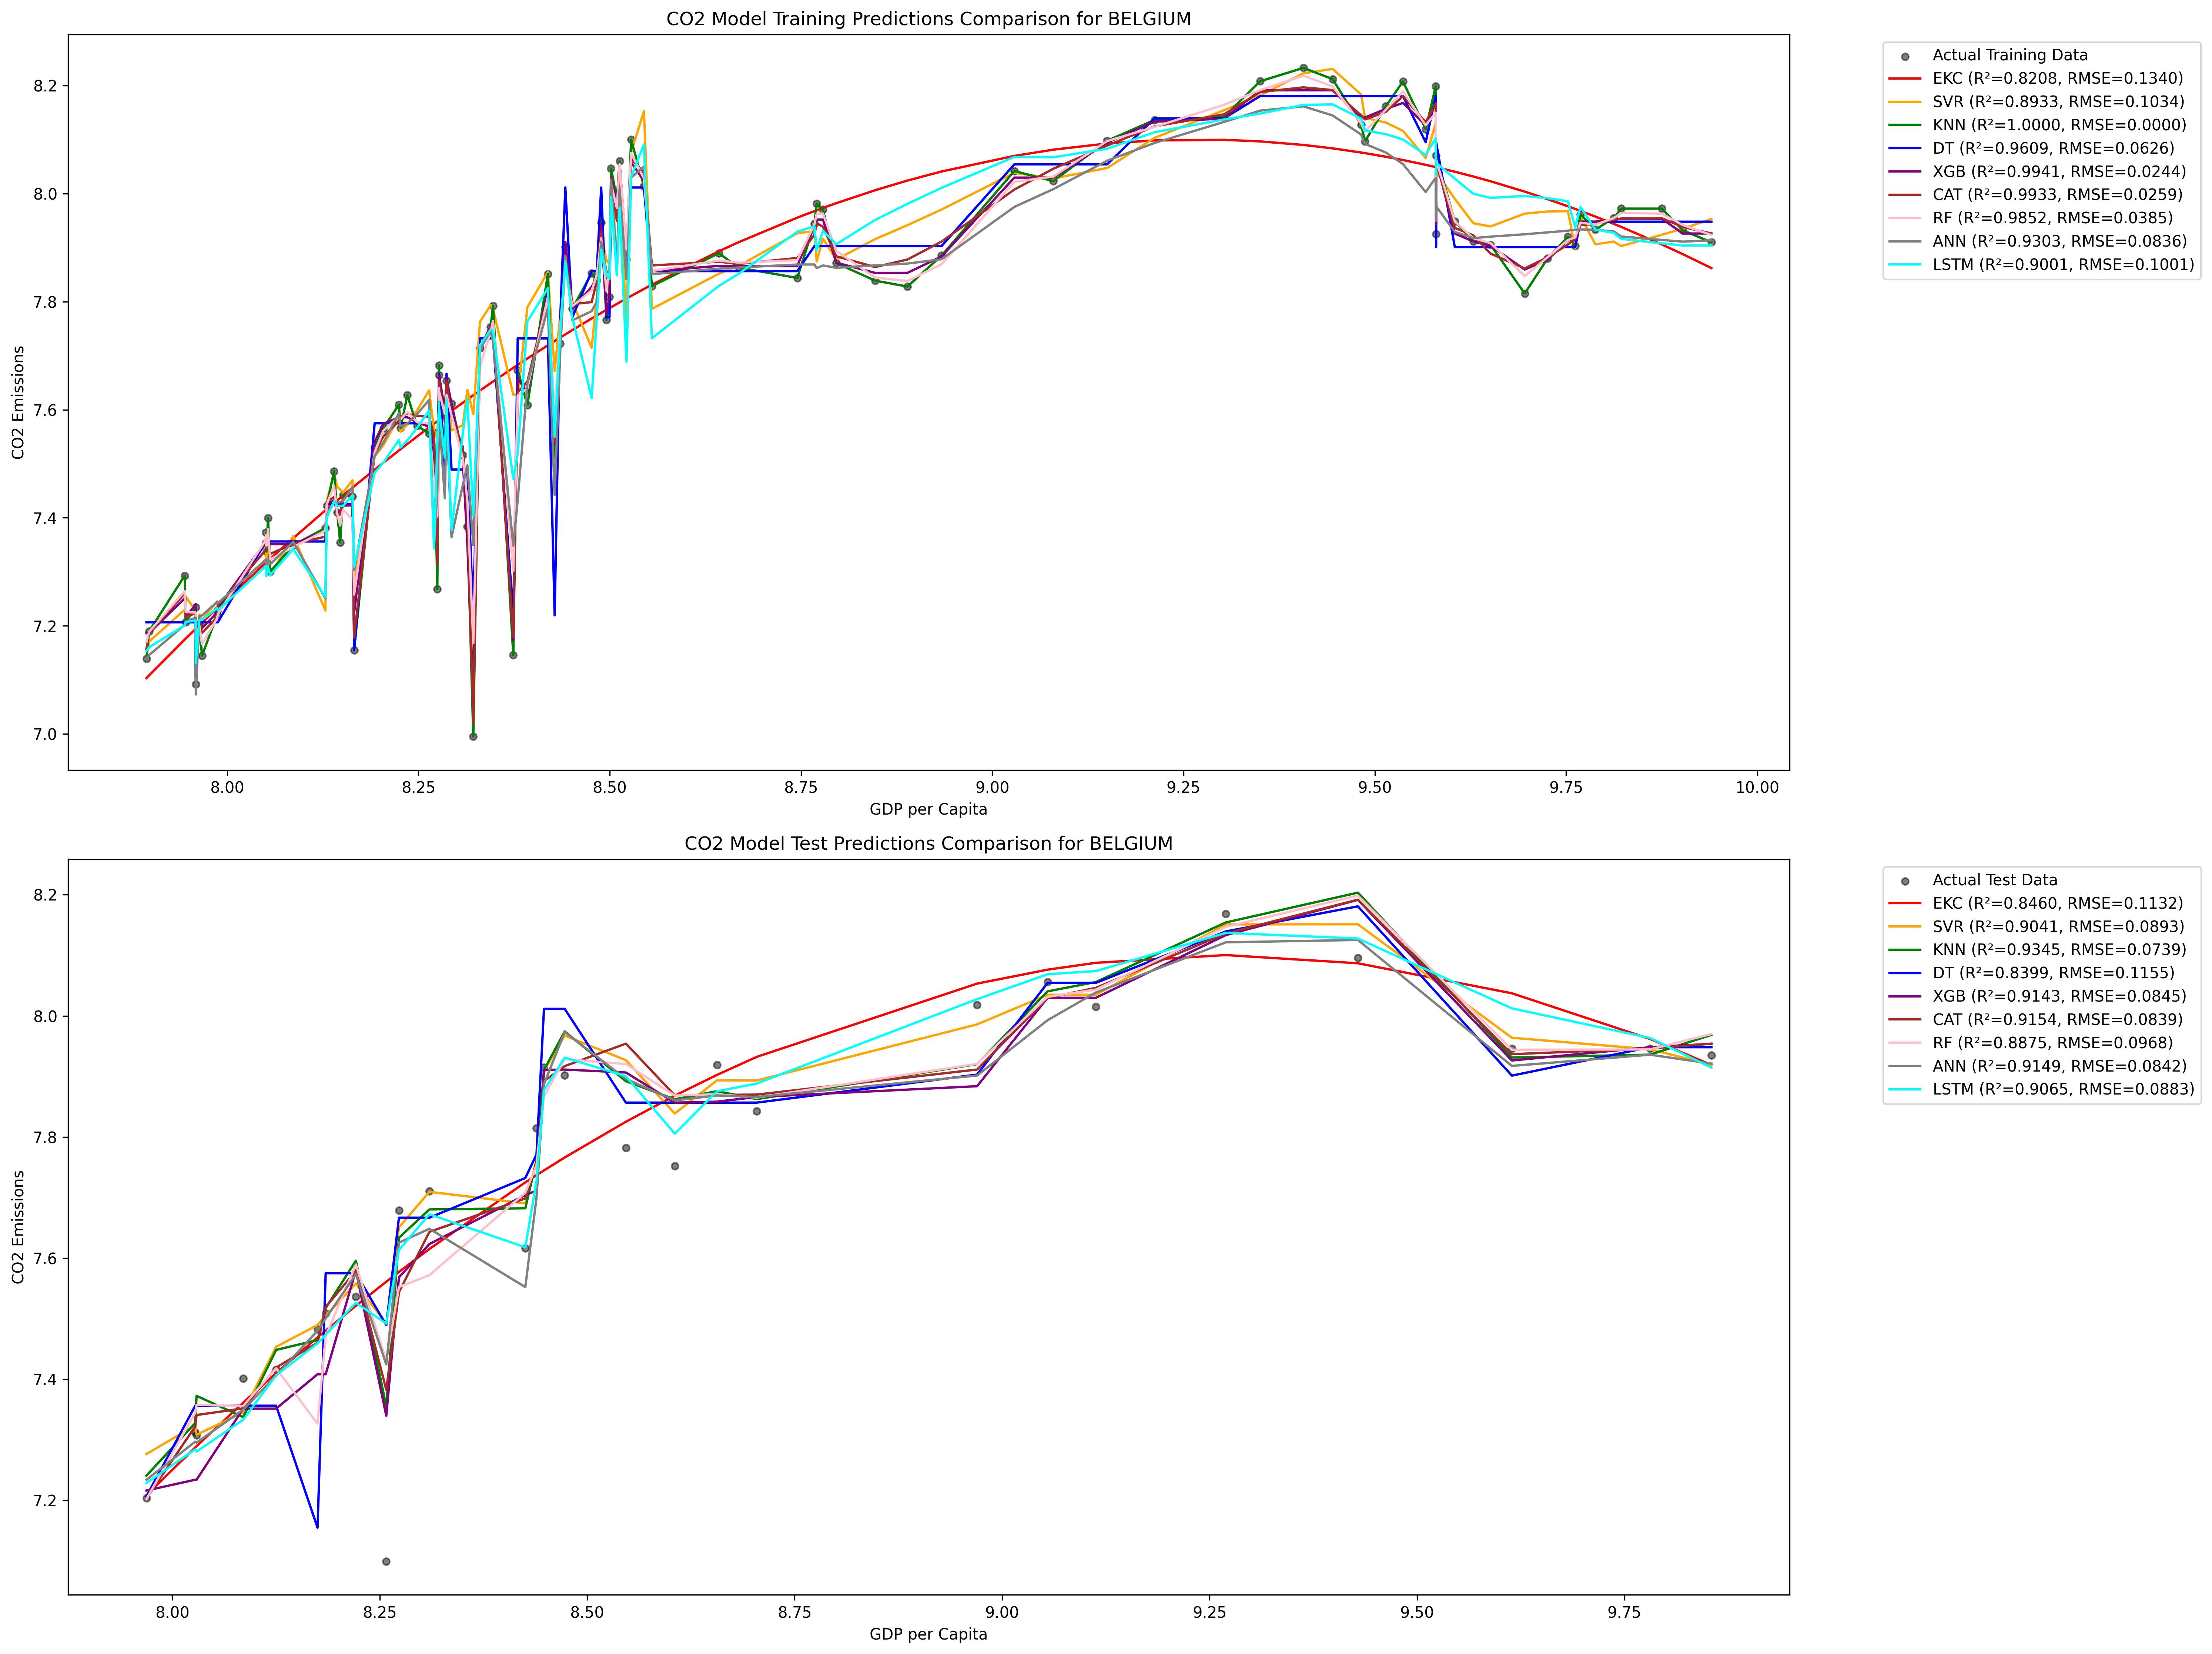 CO2 Model Training Predictions Comparison for BELGIUM
8.2
8.0
7.8
7.6
7.4
7.2
7.0
CO2 Emissions
8.00 8.25 8.50 8.75 9.00 9.25 9.50 9.75 10.00
GDP per Capita
Actual Training Data
EKC (R²=0.8208, RMSE=0.1340)
SVR (R²=0.8933, RMSE=0.1034)
KNN (R²=1.0000, RMSE=0.0000)
DT (R²=0.9609, RMSE=0.0626)
XGB (R²=0.9941, RMSE=0.0244)
CAT (R²=0.9933, RMSE=0.0259)
RF (R²=0.9852, RMSE=0.0385)
ANN (R²=0.9303, RMSE=0.0836)
LSTM (R²=0.9001, RMSE=0.1001)
CO2 Model Test Predictions Comparison for BELGIUM
8.2
8.0
7.8
7.6
7.4
7.2
CO2 Emissions
8.00 8.25 8.50 8.75 9.00 9.25 9.50 9.75
GDP per Capita
Actual Test Data
EKC (R²=0.8460, RMSE=0.1132)
SVR (R²=0.9041, RMSE=0.0893)
KNN (R²=0.9345, RMSE=0.0739)
DT (R²=0.8399, RMSE=0.1155)
XGB (R²=0.9143, RMSE=0.0845)
CAT (R²=0.9154, RMSE=0.0839)
RF (R²=0.8875, RMSE=0.0968)
ANN (R²=0.9149, RMSE=0.0842)
LSTM (R²=0.9065, RMSE=0.0883)